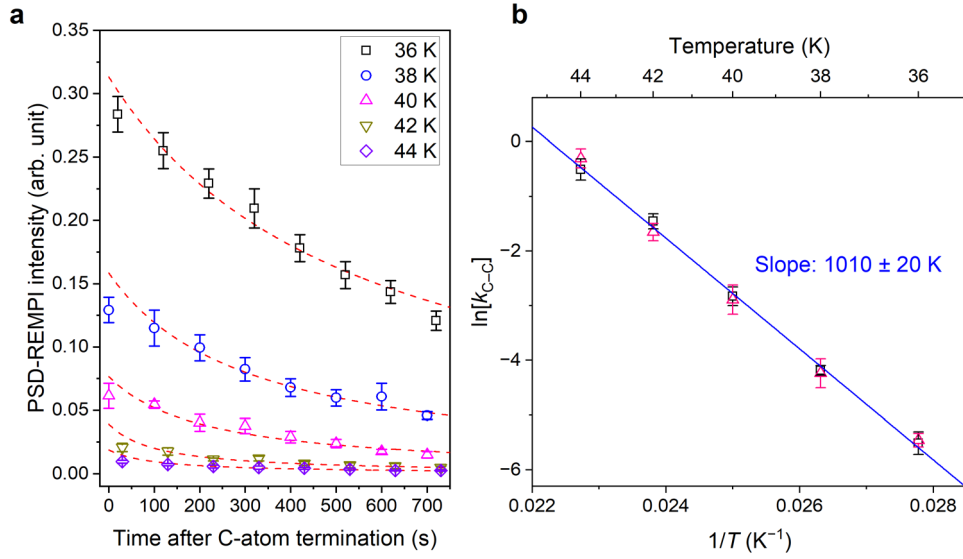 a
PSD-REMPI intensity (arb. unit)
0.35
0.30
0.25
0.20
0.15
0.10
0.05
0.00
36 K
38 K
40 K
42 K
44 K
0 100 200 300 400 500 600 700
Time after C-atom termination (s)
b
Temperature (K)
44 42 40 38 36
ln[k_C–C]
0
−2
−4
−6
Slope: 1010 ± 20 K
0.022 0.024 0.026 0.028
1/T (K⁻¹)